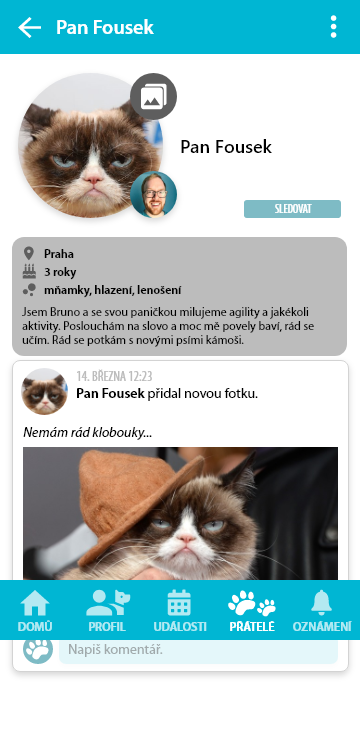 Pan Fousek
Pan Fousek
SLEDOVAT
Praha
3 roky
mňamky, hlazení, lenošení
Jsem Bruno a se svou paničkou milujeme agility a jakékoli
aktivity. Poslouchám na slovo a moc mě povely baví, rád se
učím. Rád se potkám s novými psími kámoši.
14. BŘEZNA 12:23
Pan Fousek přidal novou fotku.
Nemám rád klobouky...
DOMŮ
PROFIL
UDÁLOSTI
PŘÁTELÉ
OZNÁMENÍ
Napiš komentář.